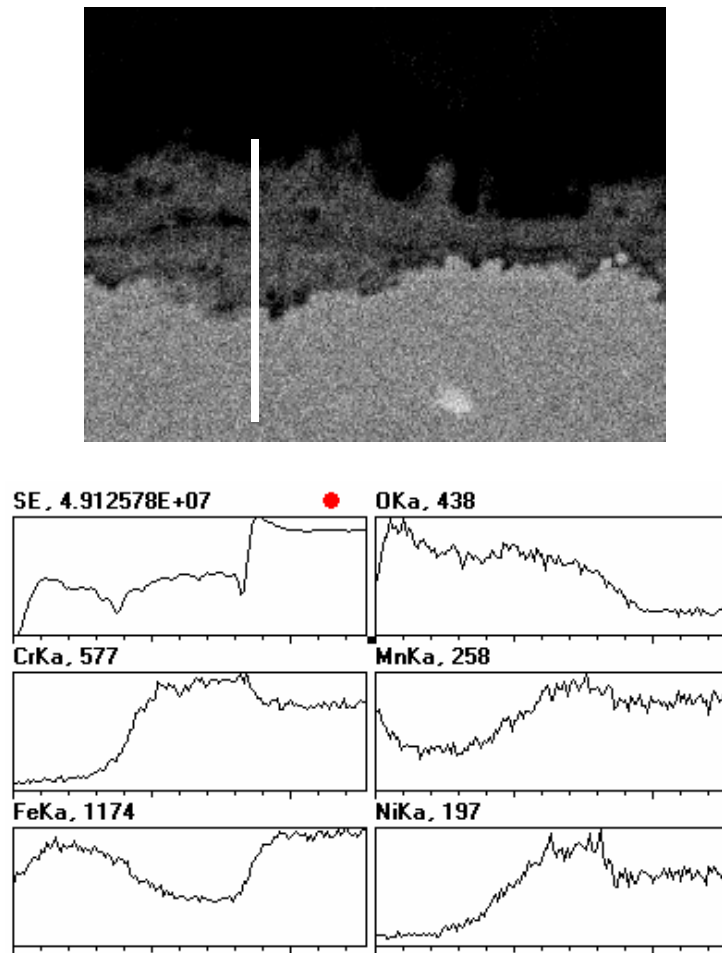 SE, 4.912578E+07
OKa, 438
CrKa, 577
MnKa, 258
FeKa, 1174
NiKa, 197